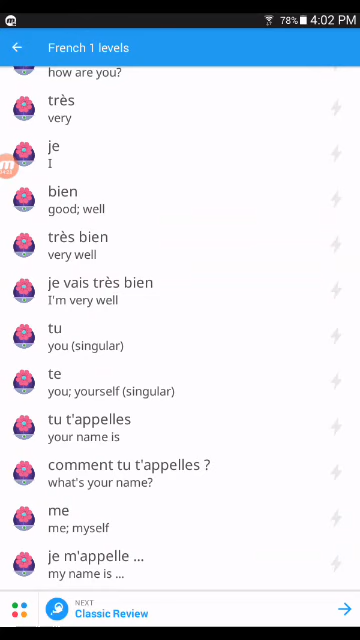 78% 4:02 PM
French 1 levels
how are you?
très
very
je
I
bien
good; well
très bien
very well
je vais très bien
I'm very well
tu
you (singular)
te
you; yourself (singular)
tu t'appelles
your name is
comment tu t'appelles ?
what's your name?
me
me; myself
je m'appelle ...
my name is ...
NEXT
Classic Review